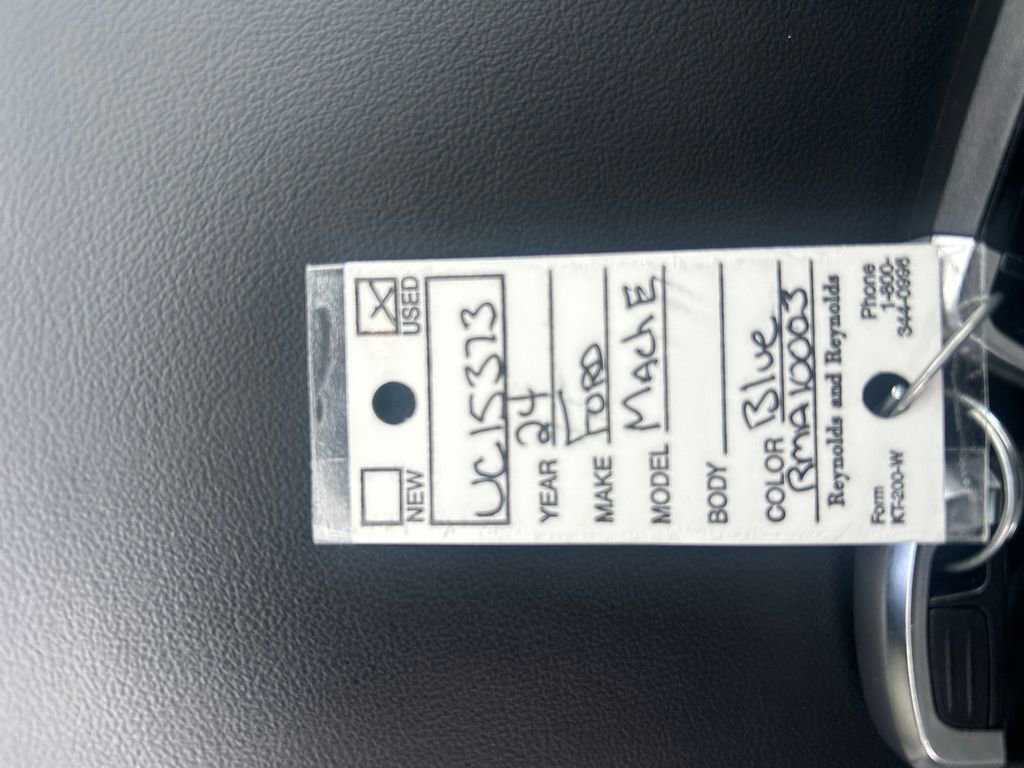 NEW USED
UC15373
YEAR 24
MAKE FORD
MODEL Mach E
BODY
COLOR Blue
RMA10003
Reynolds and Reynolds
Form Phone
KT-200-W 1-800-
344-0996